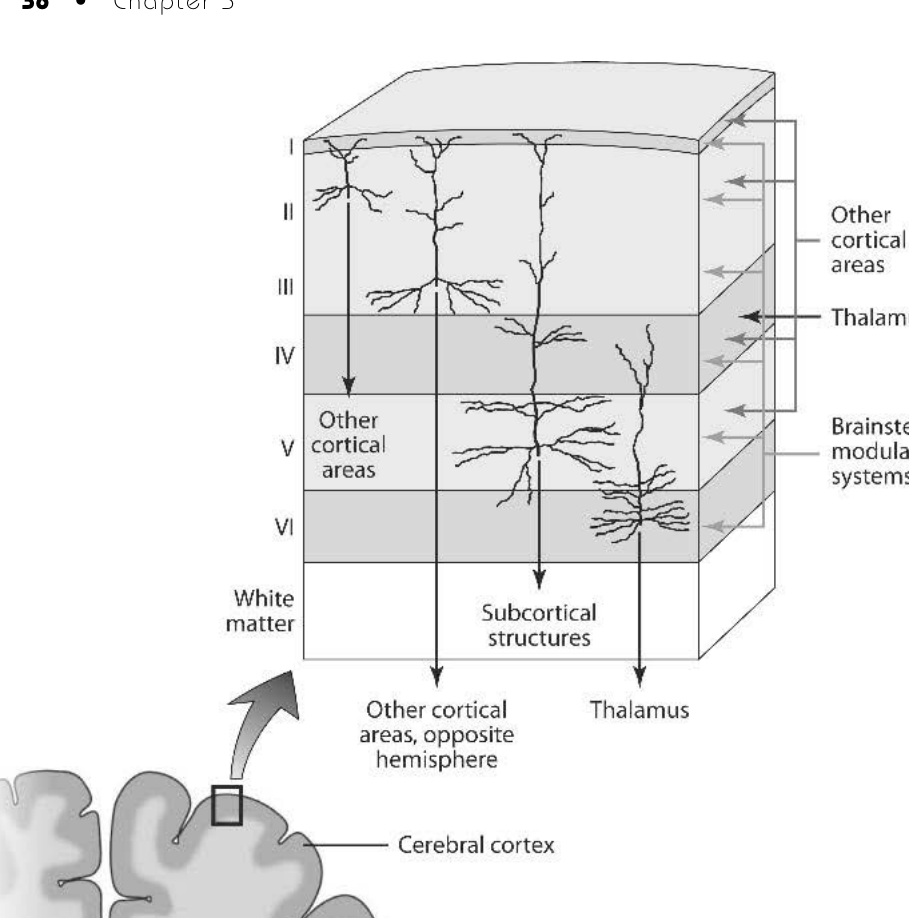 38 • Chapter 3
I
II
III
IV
V
VI
Other
cortical
areas
White
matter
Subcortical
structures
Other cortical
areas, opposite
hemisphere
Thalamus
Other
cortical
areas
Thalam
Brainste
modula
systems
Cerebral cortex